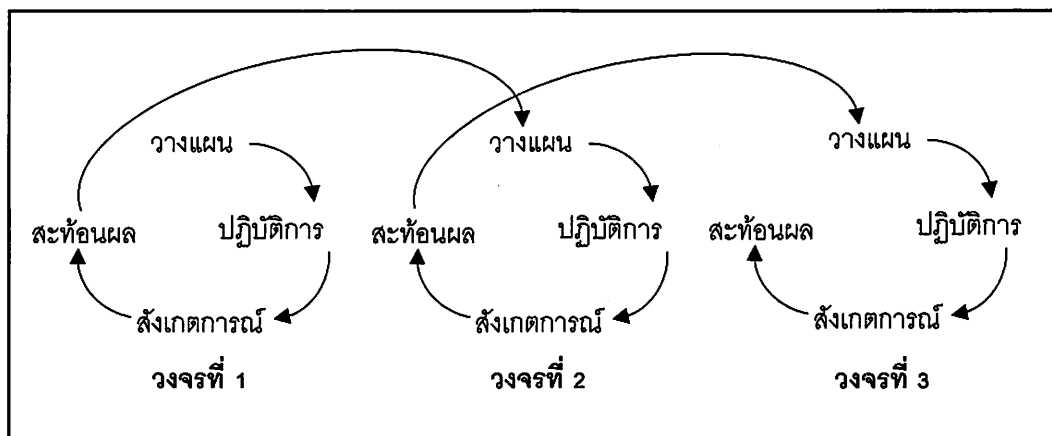 วางแผน วางแผน วางแผน
สะท้อนผล ปฏิบัติการ สะท้อนผล ปฏิบัติการ สะท้อนผล ปฏิบัติการ
สังเกตการณ์ สังเกตการณ์ สังเกตการณ์
วงจรที่ 1 วงจรที่ 2 วงจรที่ 3